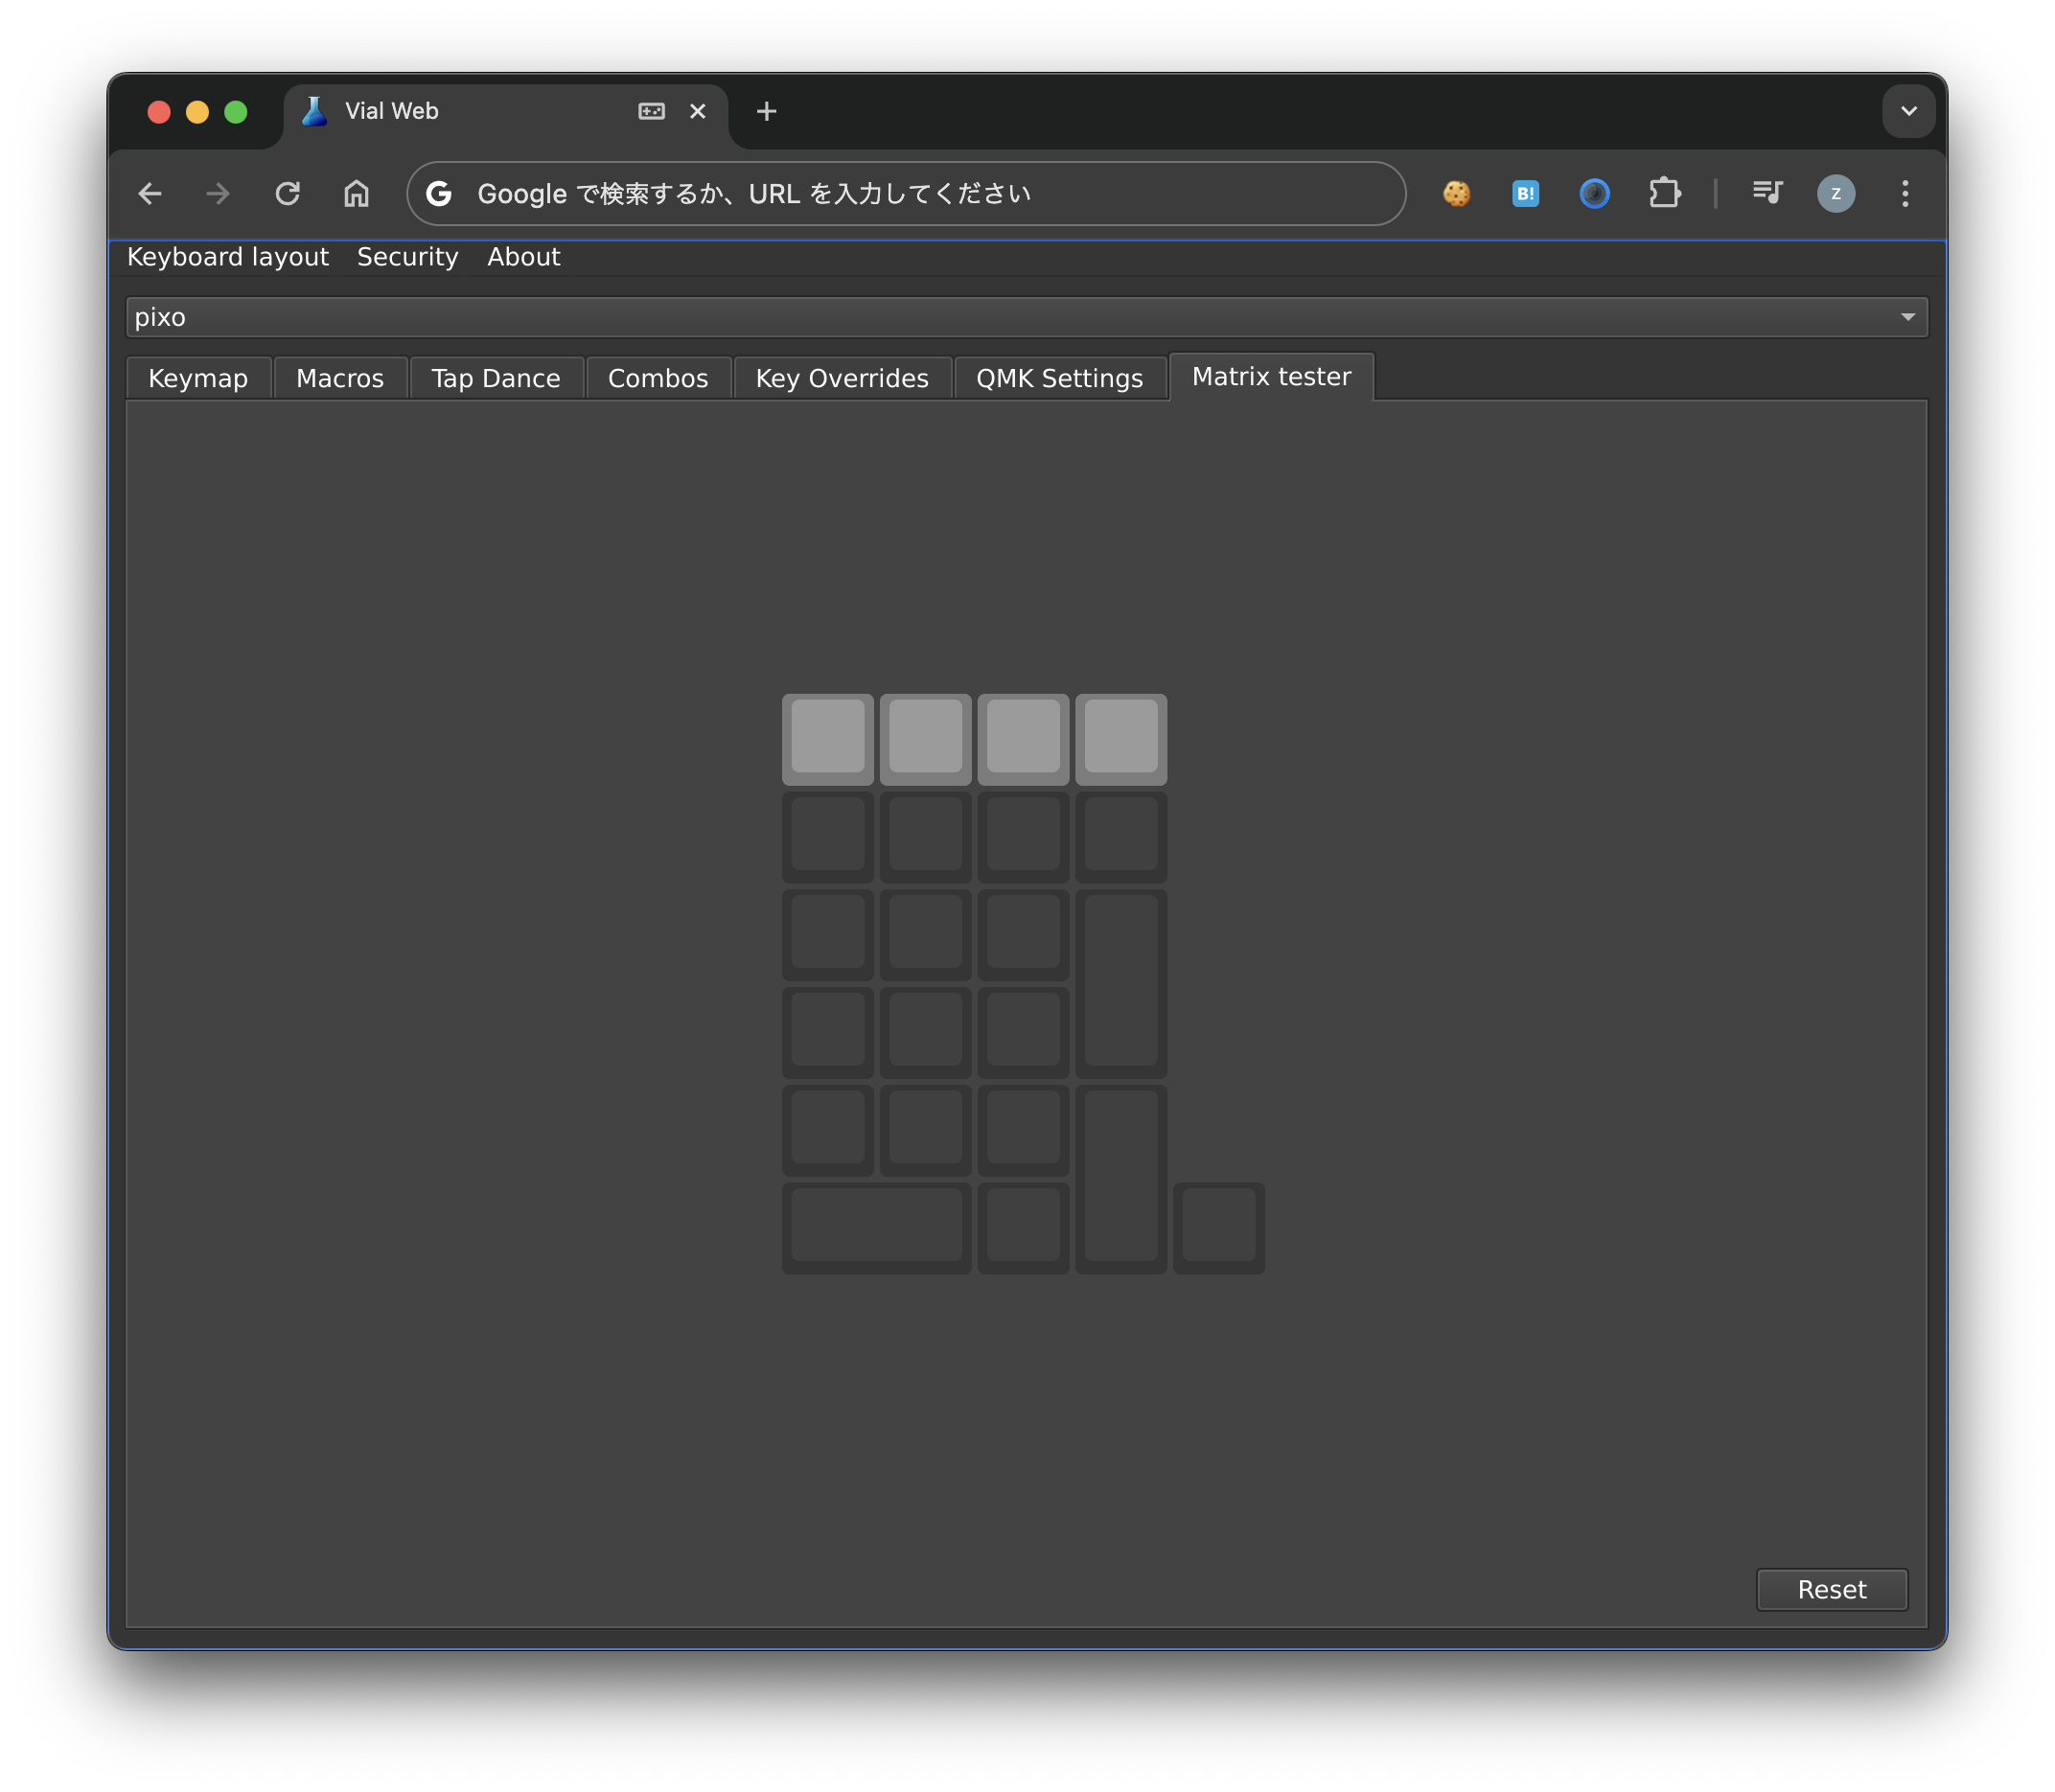 Vial Web
Google で検索するか、URL を入力してください
B!
z
Keyboard layout Security About
pixo
Keymap Macros Tap Dance Combos Key Overrides QMK Settings Matrix tester
Reset